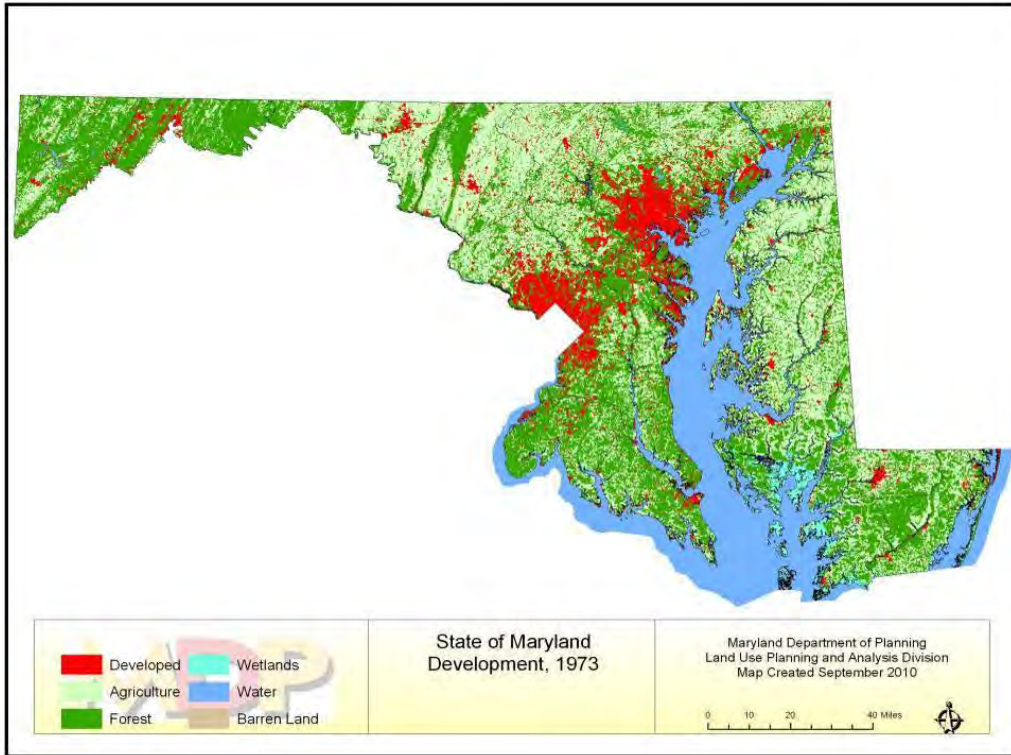 Developed
Agriculture
Forest
Wetlands
Water
Barren Land
MDP
State of Maryland
Development, 1973
Maryland Department of Planning
Land Use Planning and Analysis Division
Map Created September 2010
0 10 20 40 Miles